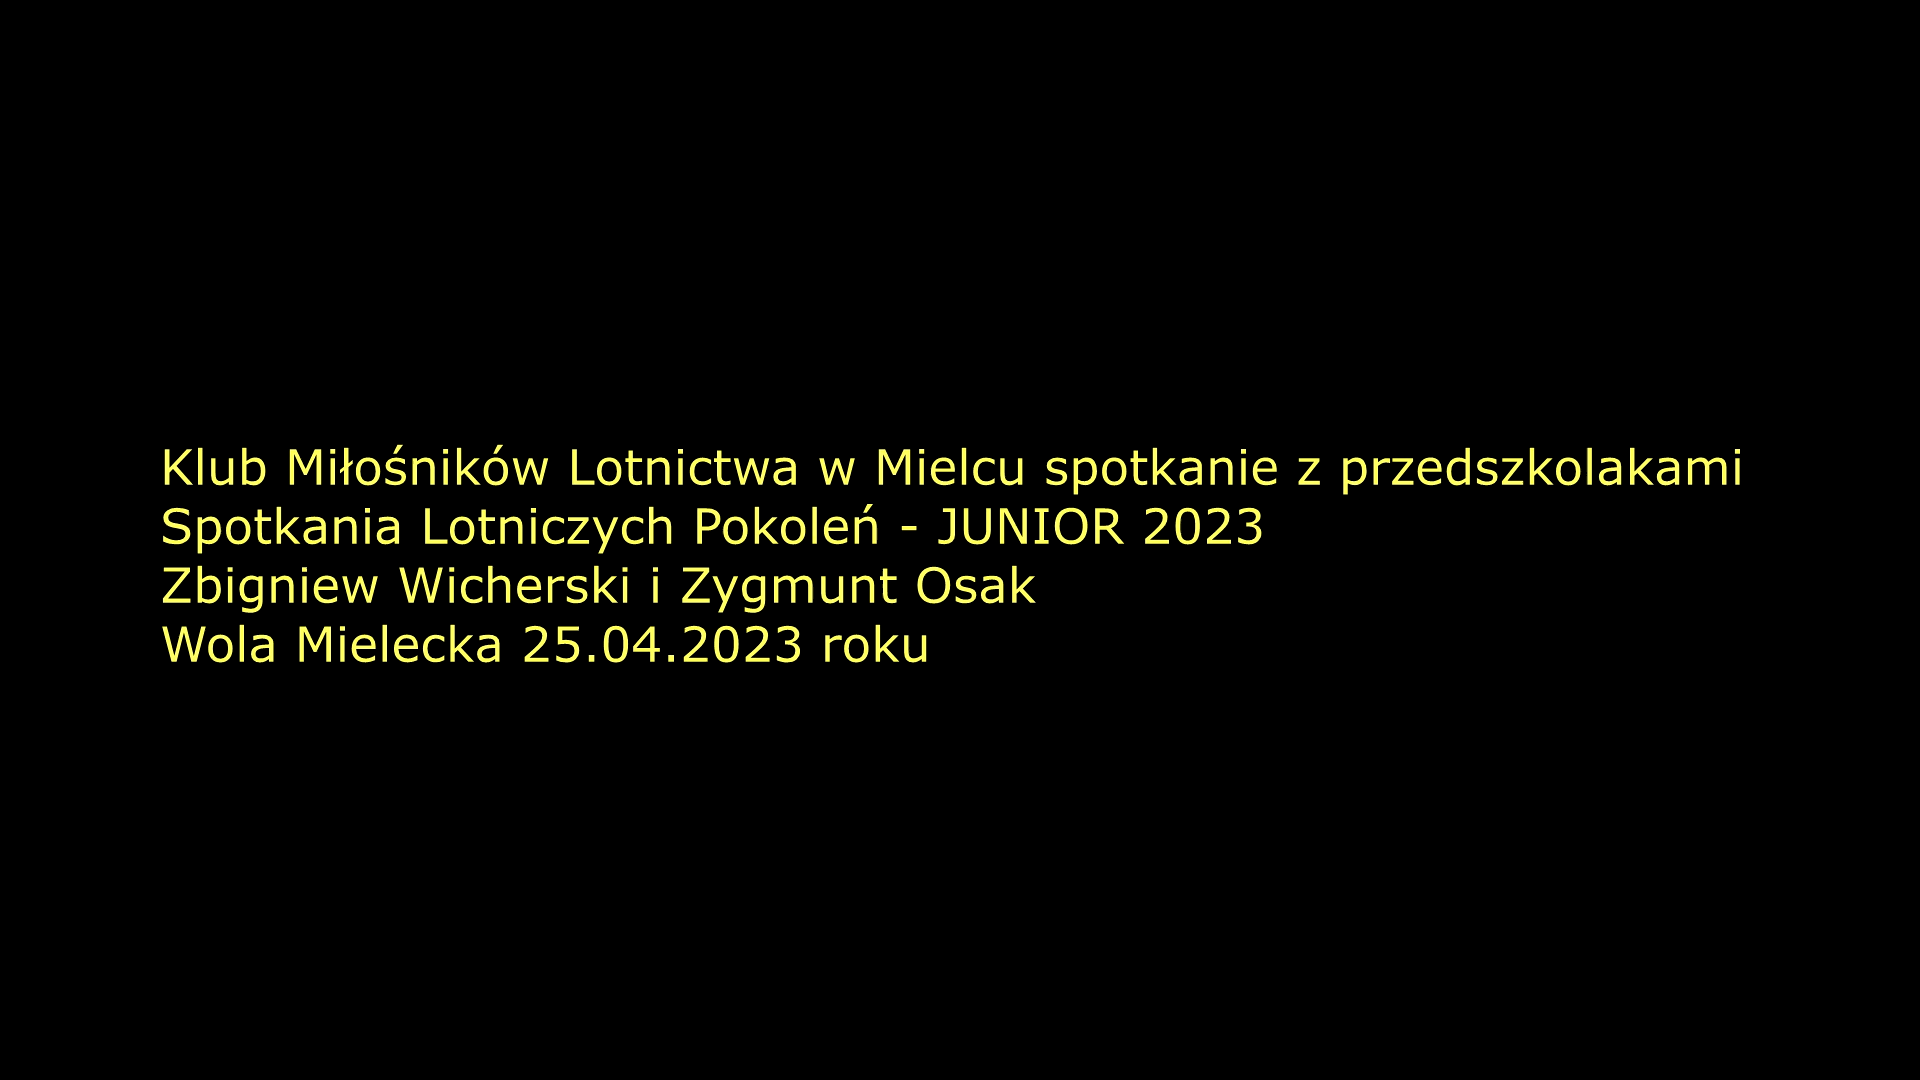 Klub Miłośników Lotnictwa w Mielcu spotkanie z przedszkolakami
Spotkania Lotniczych Pokoleń - JUNIOR 2023
Zbigniew Wicherski i Zygmunt Osak
Wola Mielecka 25.04.2023 roku